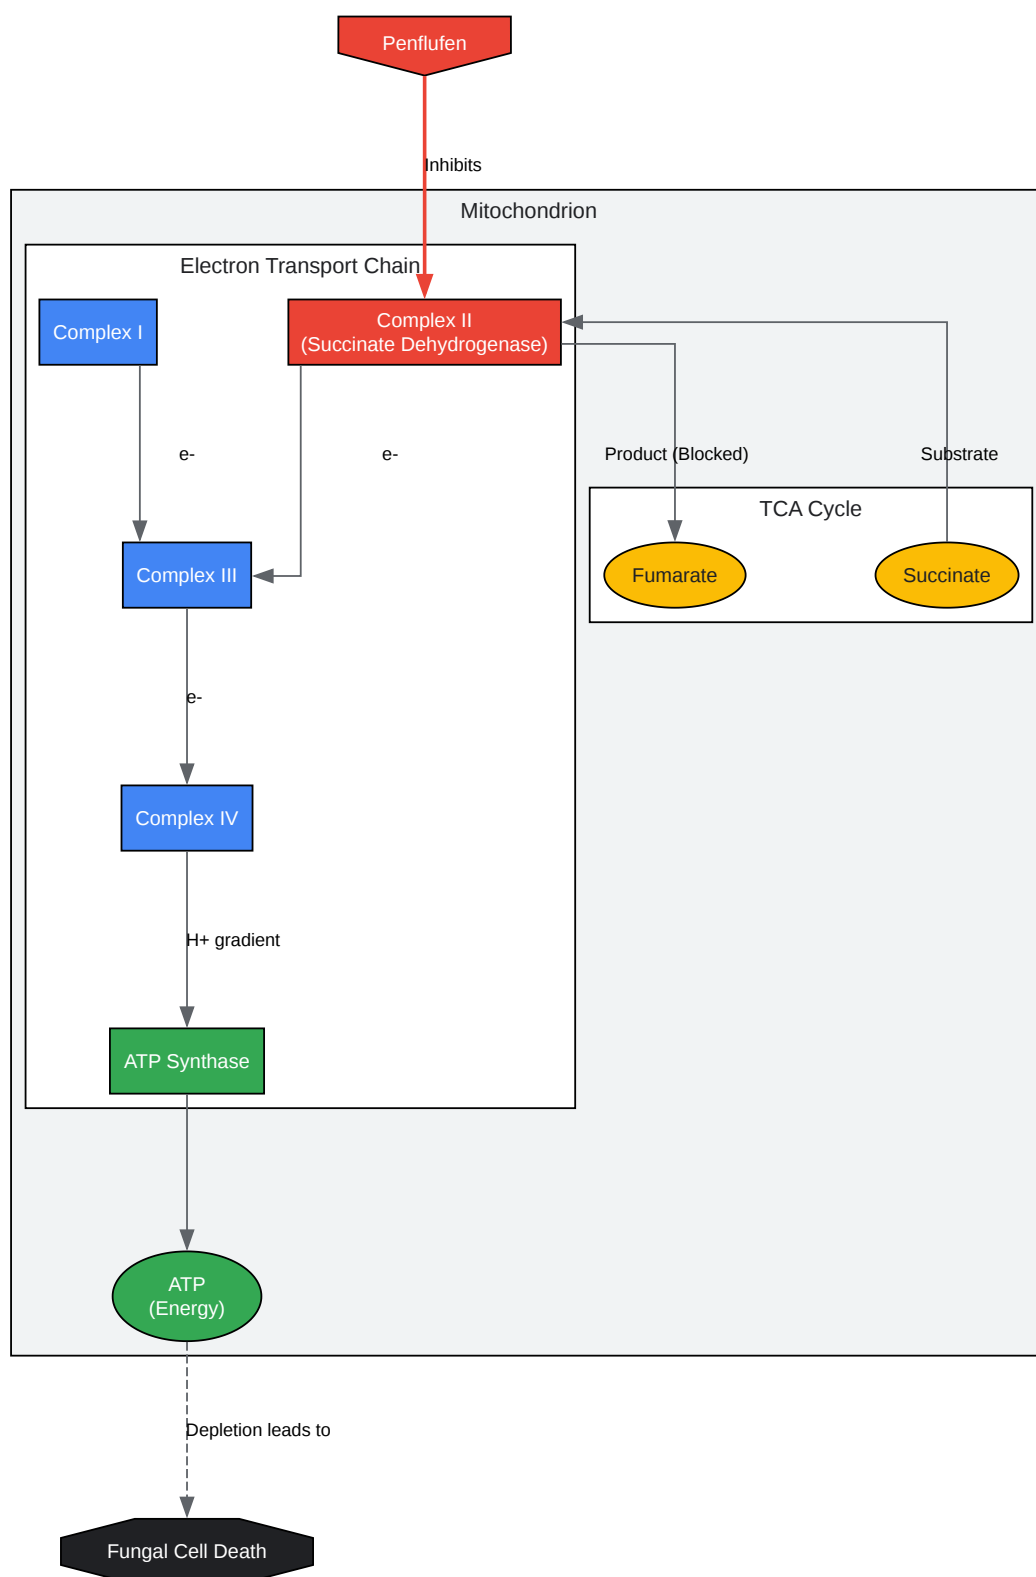 Penflufen
Inhibits
Mitochondrion
Electron Transport Chain
Complex I
Complex II
(Succinate Dehydrogenase)
e-
e-
Product (Blocked)
Substrate
TCA Cycle
Complex III
Fumarate
Succinate
e-
Complex IV
H+ gradient
ATP Synthase
ATP
(Energy)
Depletion leads to
Fungal Cell Death